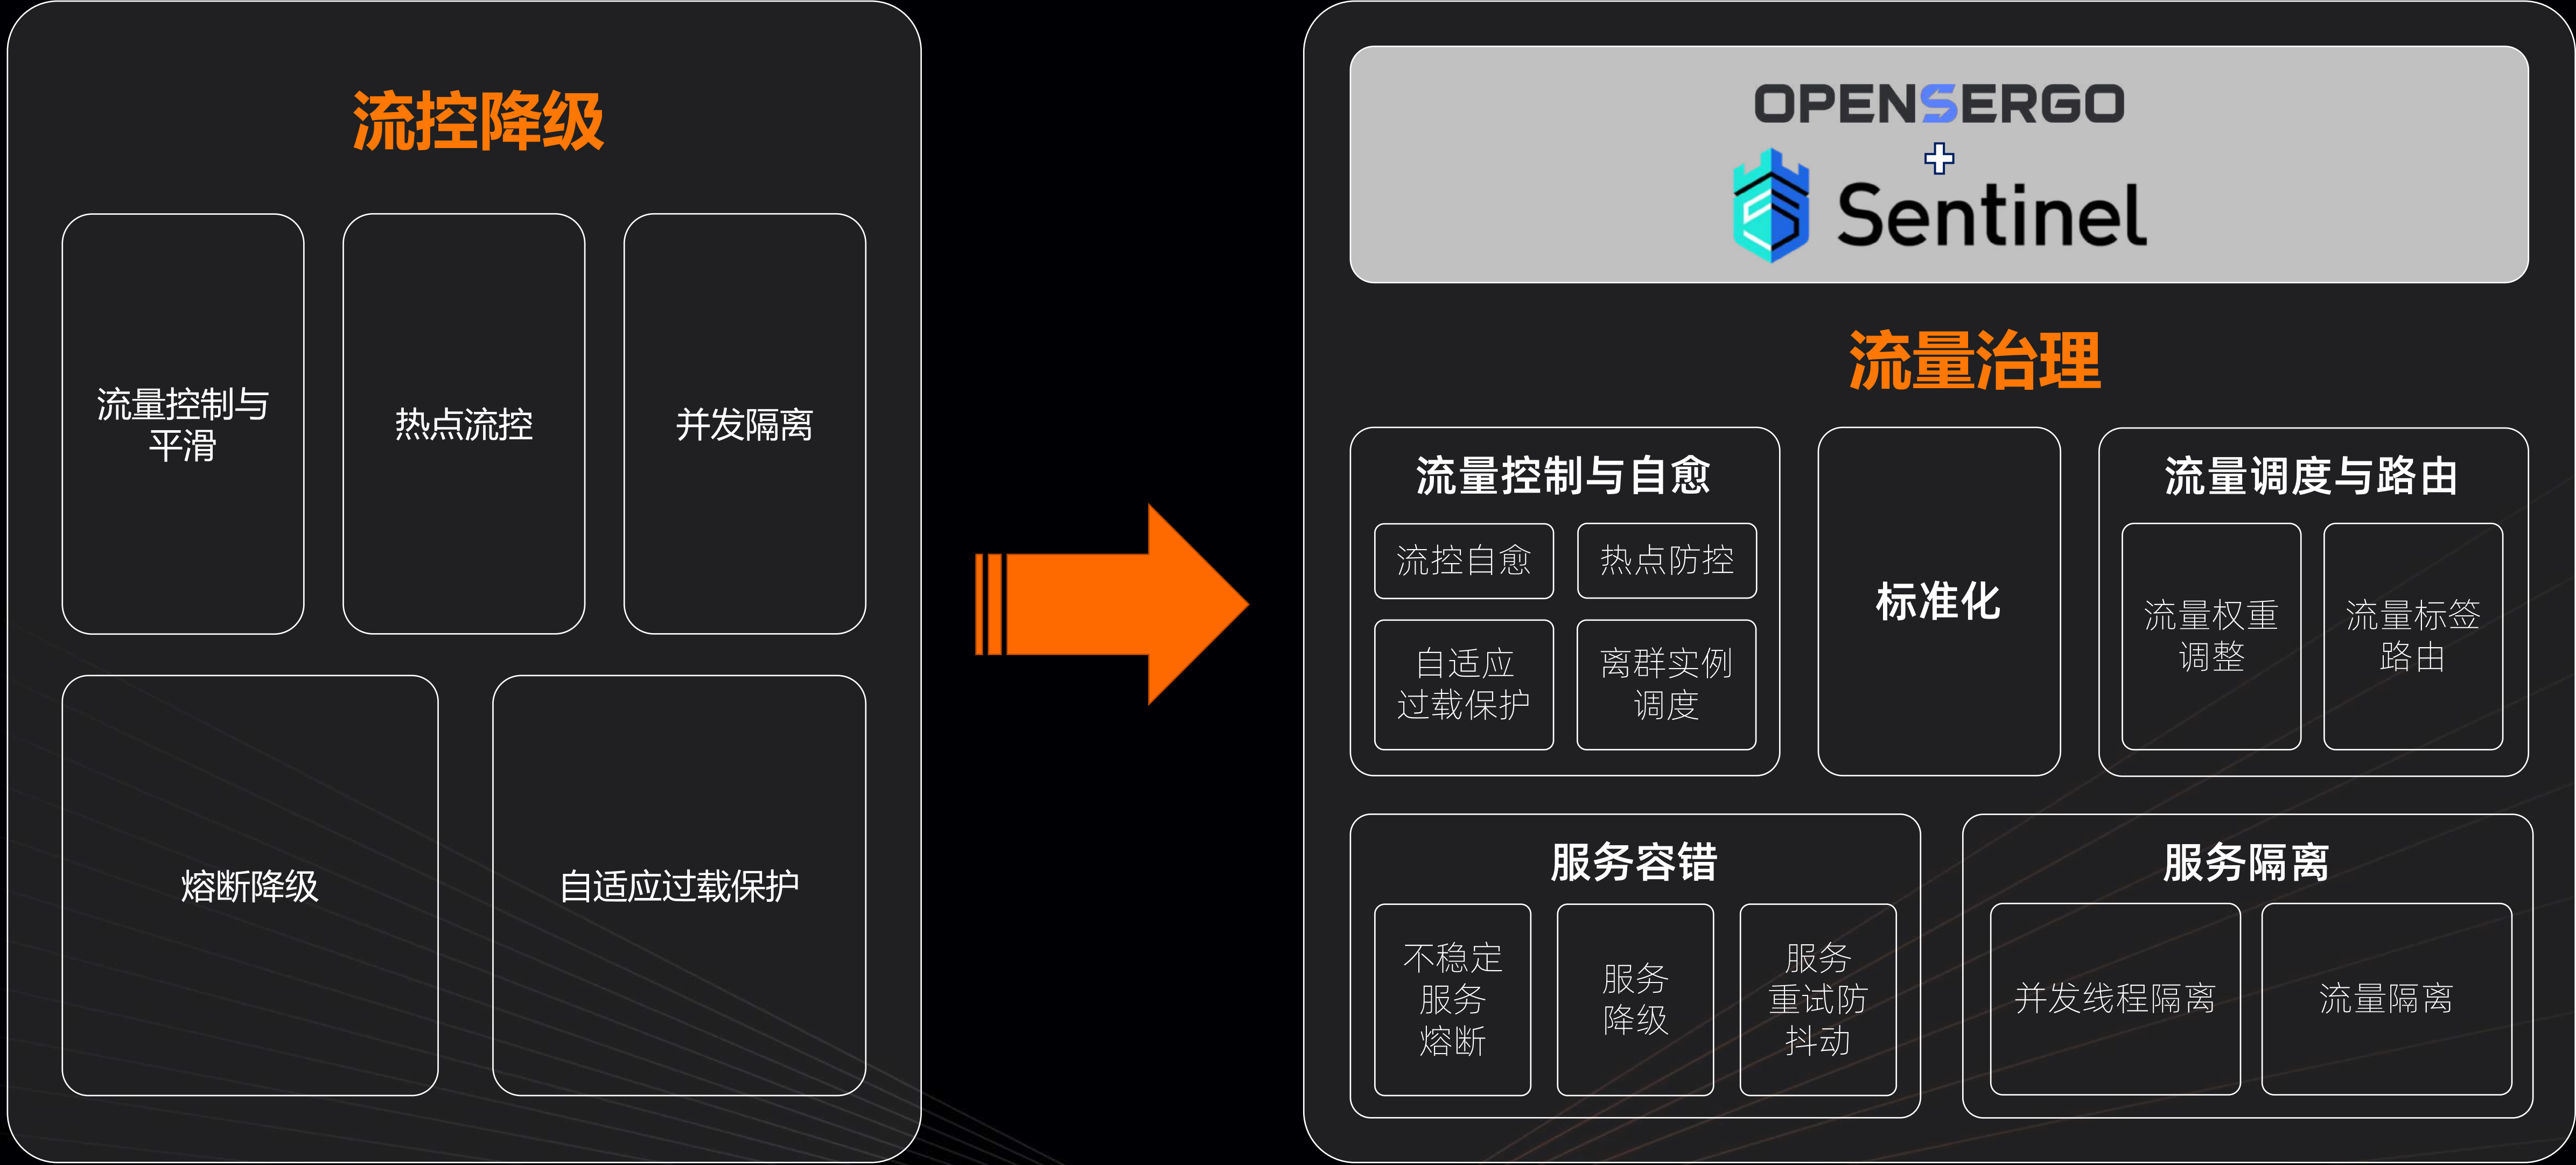 流控降级
流量控制与
平滑
热点流控
并发隔离
熔断降级
自适应过载保护
OPENSERGO
Sentinel
流量治理
流量控制与自愈
流控自愈
热点防控
自适应
过载保护
离群实例
调度
标准化
流量调度与路由
流量权重
调整
流量标签
路由
服务容错
不稳定
服务
熔断
服务
降级
服务
重试防
抖动
服务隔离
并发线程隔离
流量隔离